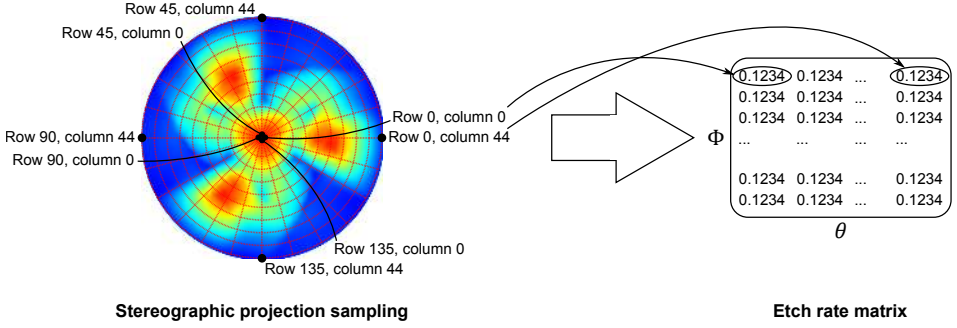 Row 45, column 44
Row 45, column 0
Row 90, column 44
Row 90, column 0
Row 0, column 0
Row 0, column 44
Row 135, column 0
Row 135, column 44
Stereographic projection sampling
0.1234 0.1234 ... 0.1234
0.1234 0.1234 ... 0.1234
0.1234 0.1234 ... 0.1234
... ... ... ...
0.1234 0.1234 ... 0.1234
0.1234 0.1234 ... 0.1234
Φ
θ
Etch rate matrix